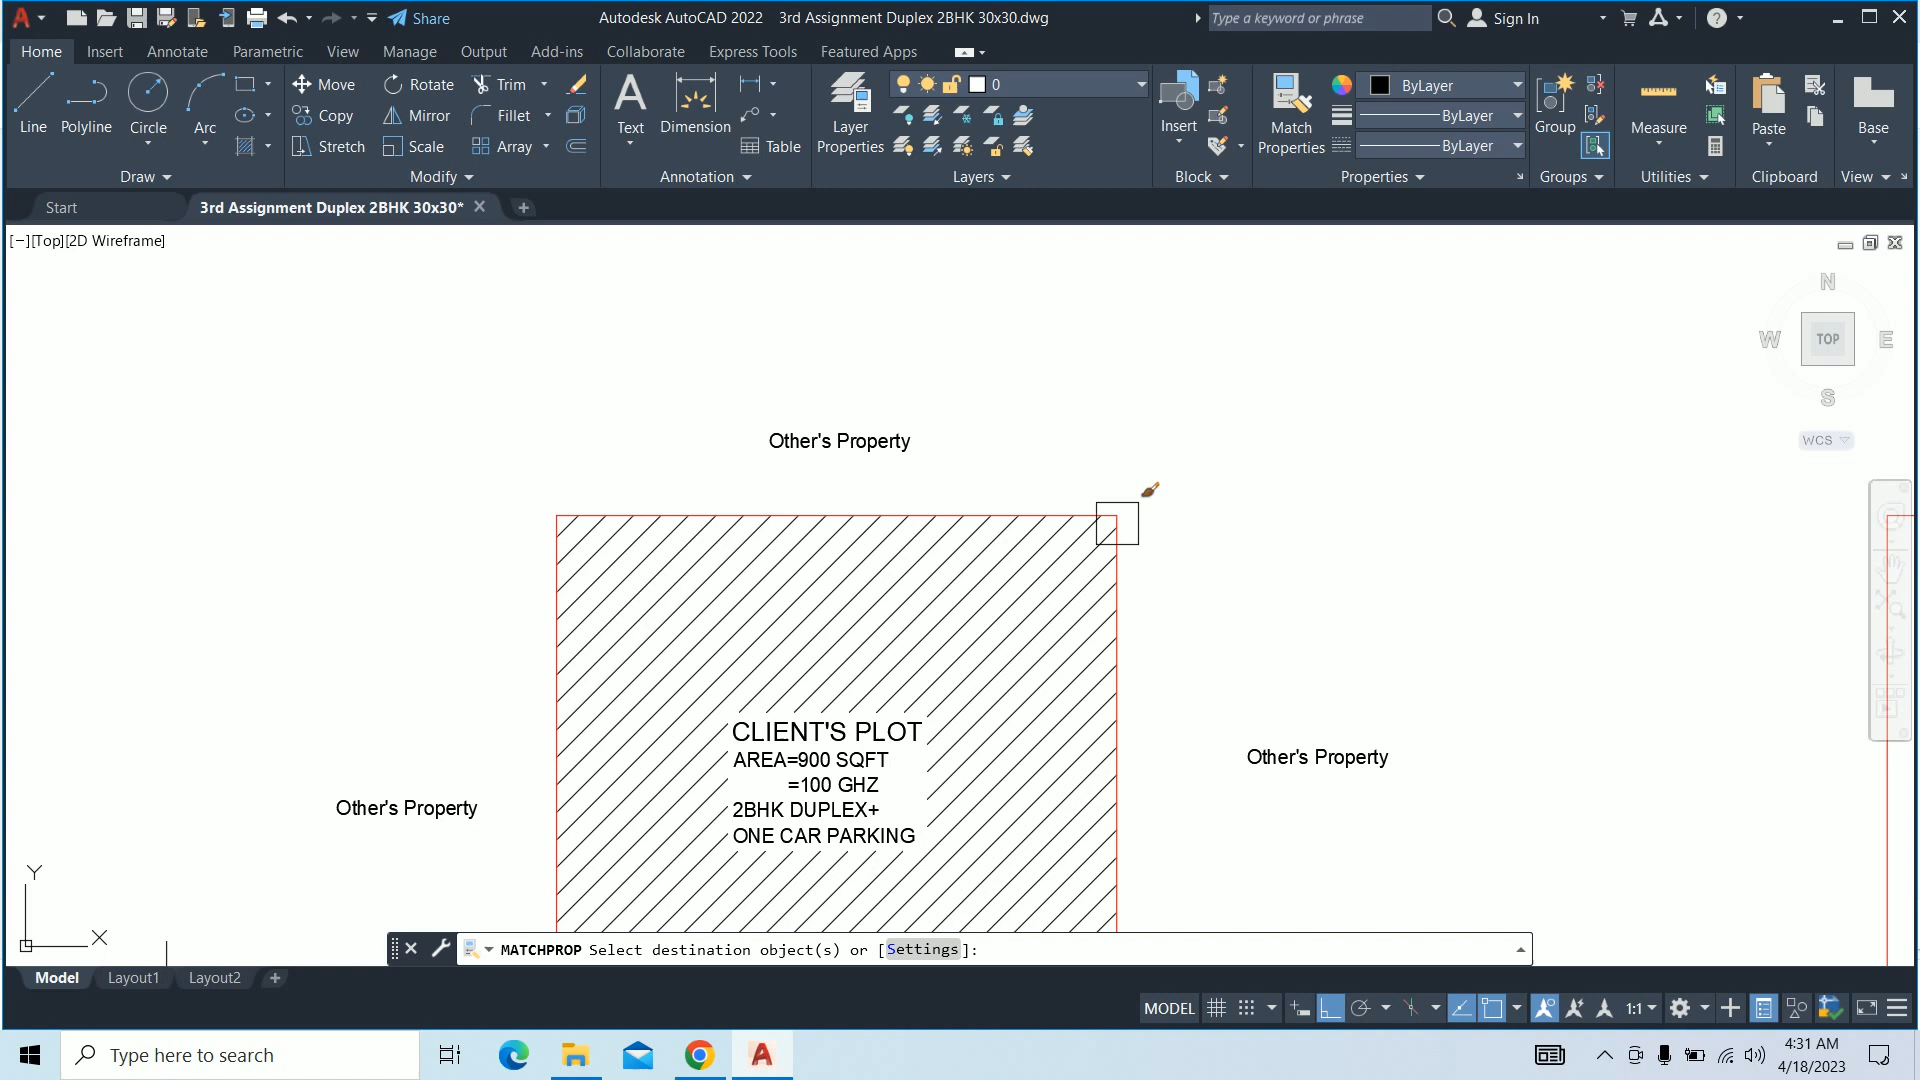 Share
Autodesk AutoCAD 2022 3rd Assignment Duplex 2BHK 30x30.dwg
Type a keyword or phrase
Sign In
Home Insert Annotate Parametric View Manage Output Add-ins Collaborate Express Tools Featured Apps
Line Polyline Circle Arc
Move Rotate Trim
Copy Mirror Fillet
Stretch Scale Array
Text Dimension Table
Layer Properties
0
Insert
Match Properties
ByLayer
ByLayer
ByLayer
Group Measure Paste Base
Draw Modify Annotation Layers Block Properties Groups Utilities Clipboard View
Start 3rd Assignment Duplex 2BHK 30x30*
[−][Top][2D Wireframe]
N
W TOP E
S
WCS
Other's Property
CLIENT'S PLOT
AREA=900 SQFT
=100 GHZ
2BHK DUPLEX+
ONE CAR PARKING
Other's Property
Other's Property
Y
X
MATCHPROP Select destination object(s) or [Settings]:
Model Layout1 Layout2
MODEL 1:1
Type here to search
4:31 AM
4/18/2023